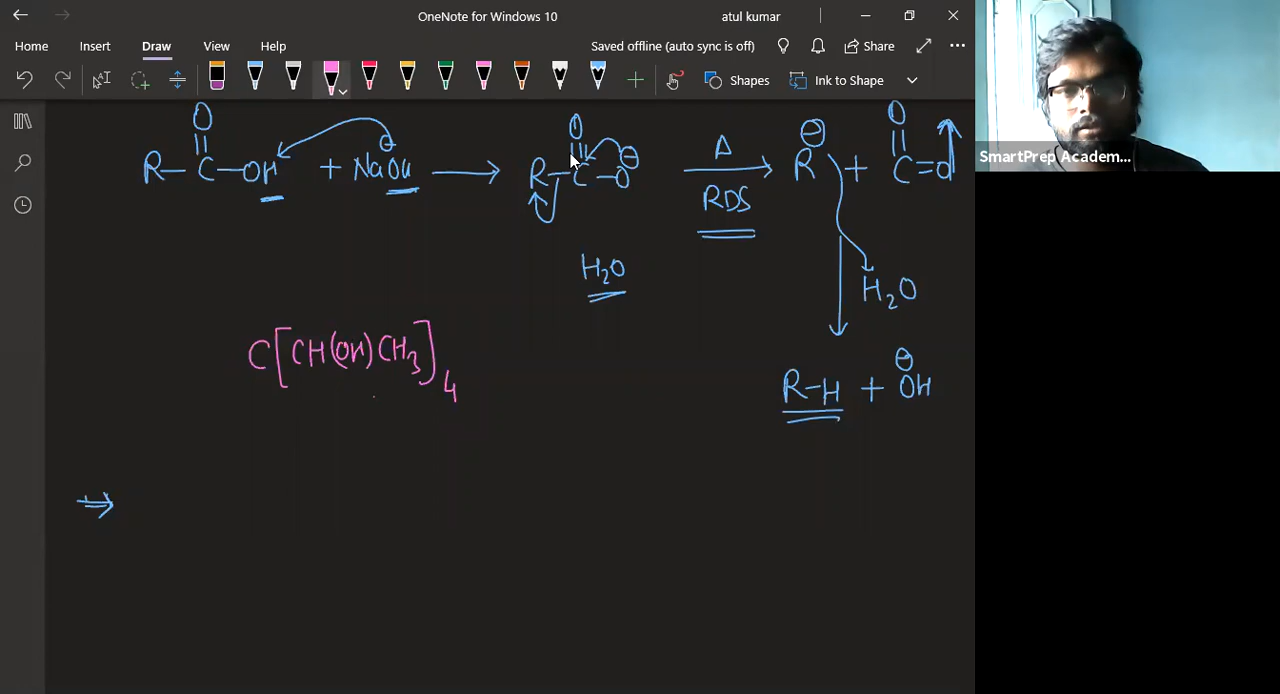 OneNote for Windows 10
atul kumar
Home Insert Draw View Help
Saved offline (auto sync is off)
Share
Shapes
Ink to Shape
SmartPrep Academ...
O O Δ ⊖ O
R–C–OH + NaOH → R–C–O⊖ → R + C=O↑
RDS
H₂O
H₂O
C[CH(OH)CH₃]₄
⊖
R–H + OH
⇒